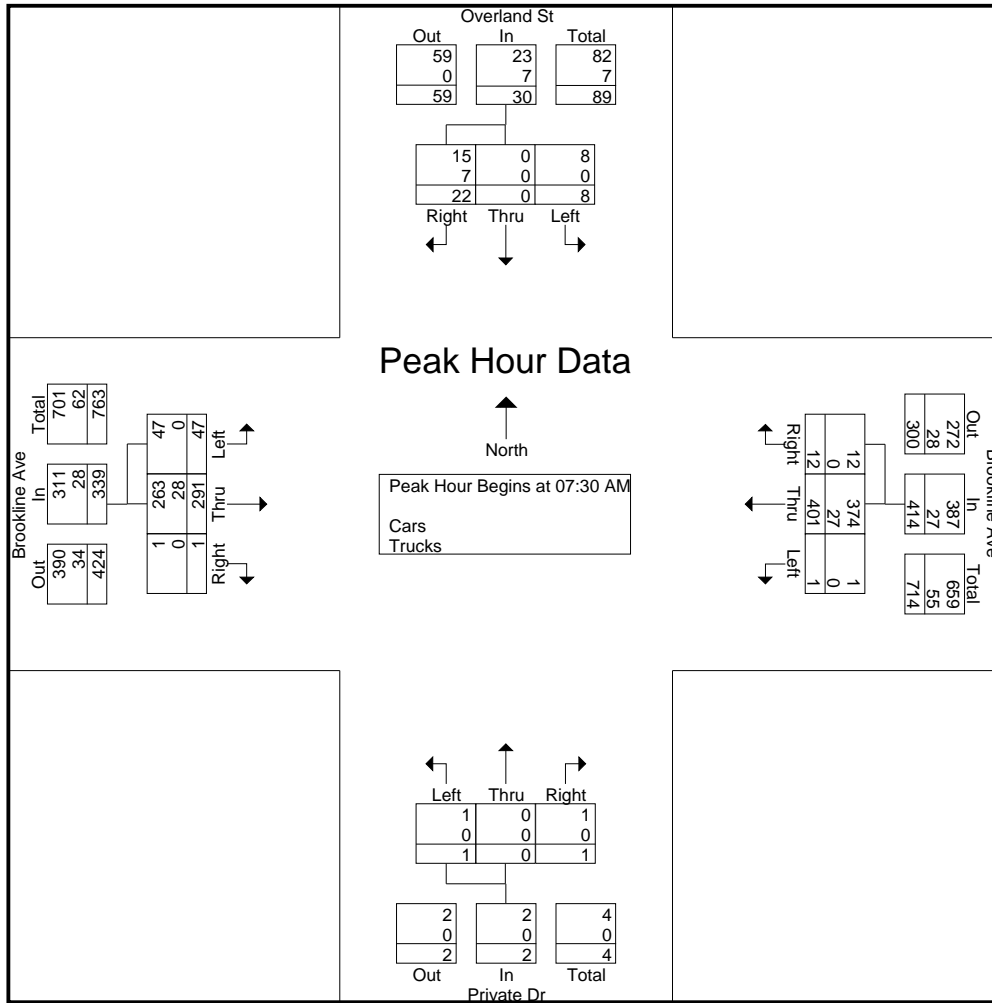 Overland St
Out In Total
59 23 82
0 7 7
59 30 89
15 0 8
7 0 0
22 0 8
Right Thru Left
Peak Hour Data
North
Peak Hour Begins at 07:30 AM
Cars
Trucks
Brookline Ave
Out In Total
390 311 701
34 28 62
424 339 763
Right Thru Left
1 263 47
0 28 0
1 291 47
Brookline Ave
Out In Total
272 387 659
28 27 55
300 414 714
Right Thru Left
12 374 1
0 27 0
12 401 1
Left Thru Right
1 0 1
0 0 0
1 0 1
2 2 4
0 0 0
2 2 4
Out In Total
Private Dr